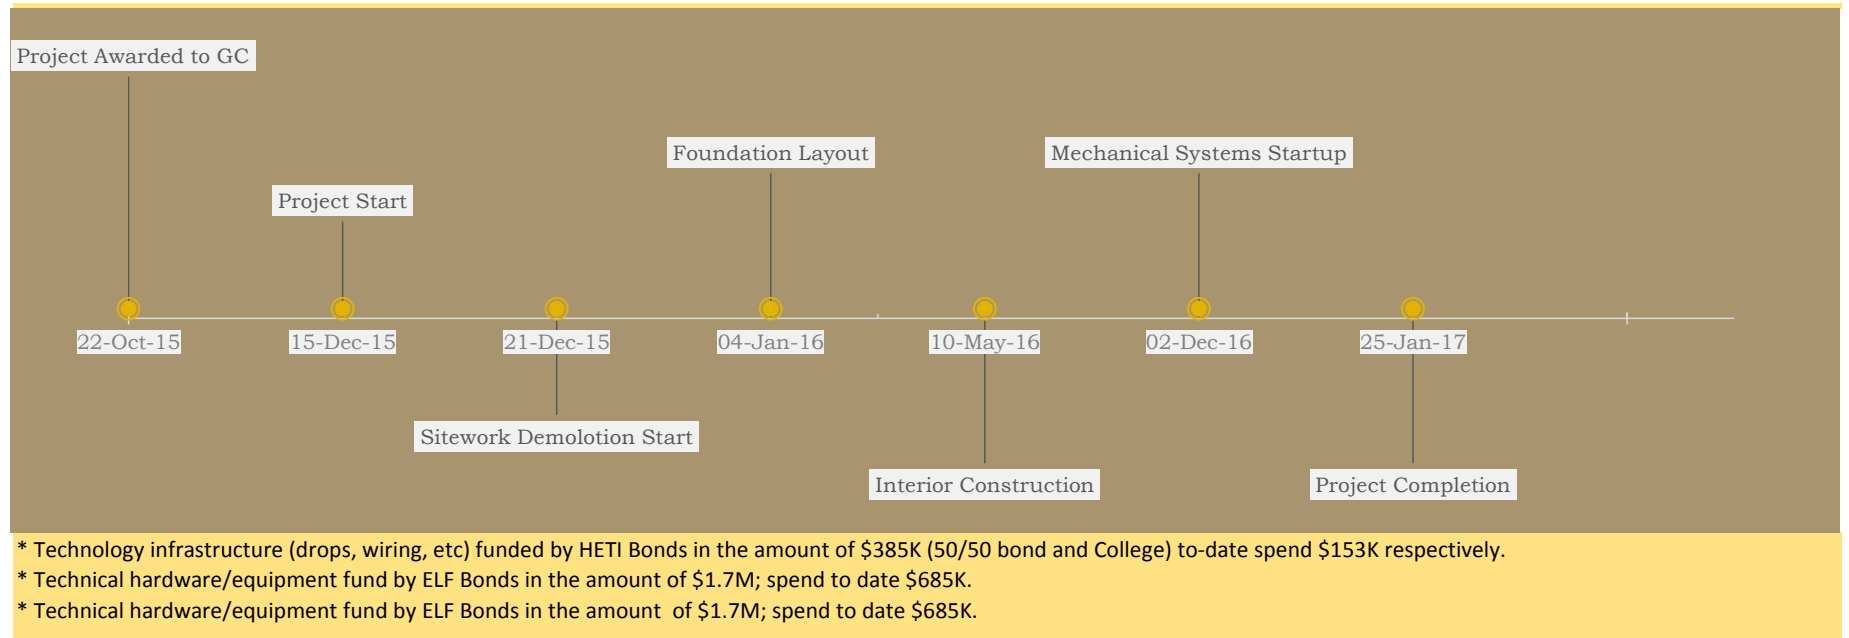 Project Awarded to GC
Foundation Layout
Mechanical Systems Startup
Project Start
22-Oct-15
15-Dec-15
21-Dec-15
04-Jan-16
10-May-16
02-Dec-16
25-Jan-17
Sitework Demolotion Start
Interior Construction
Project Completion
* Technology infrastructure (drops, wiring, etc) funded by HETI Bonds in the amount of $385K (50/50 bond and College) to-date spend $153K respectively.
* Technical hardware/equipment fund by ELF Bonds in the amount of $1.7M; spend to date $685K.
* Technical hardware/equipment fund by ELF Bonds in the amount  of $1.7M; spend to date $685K.